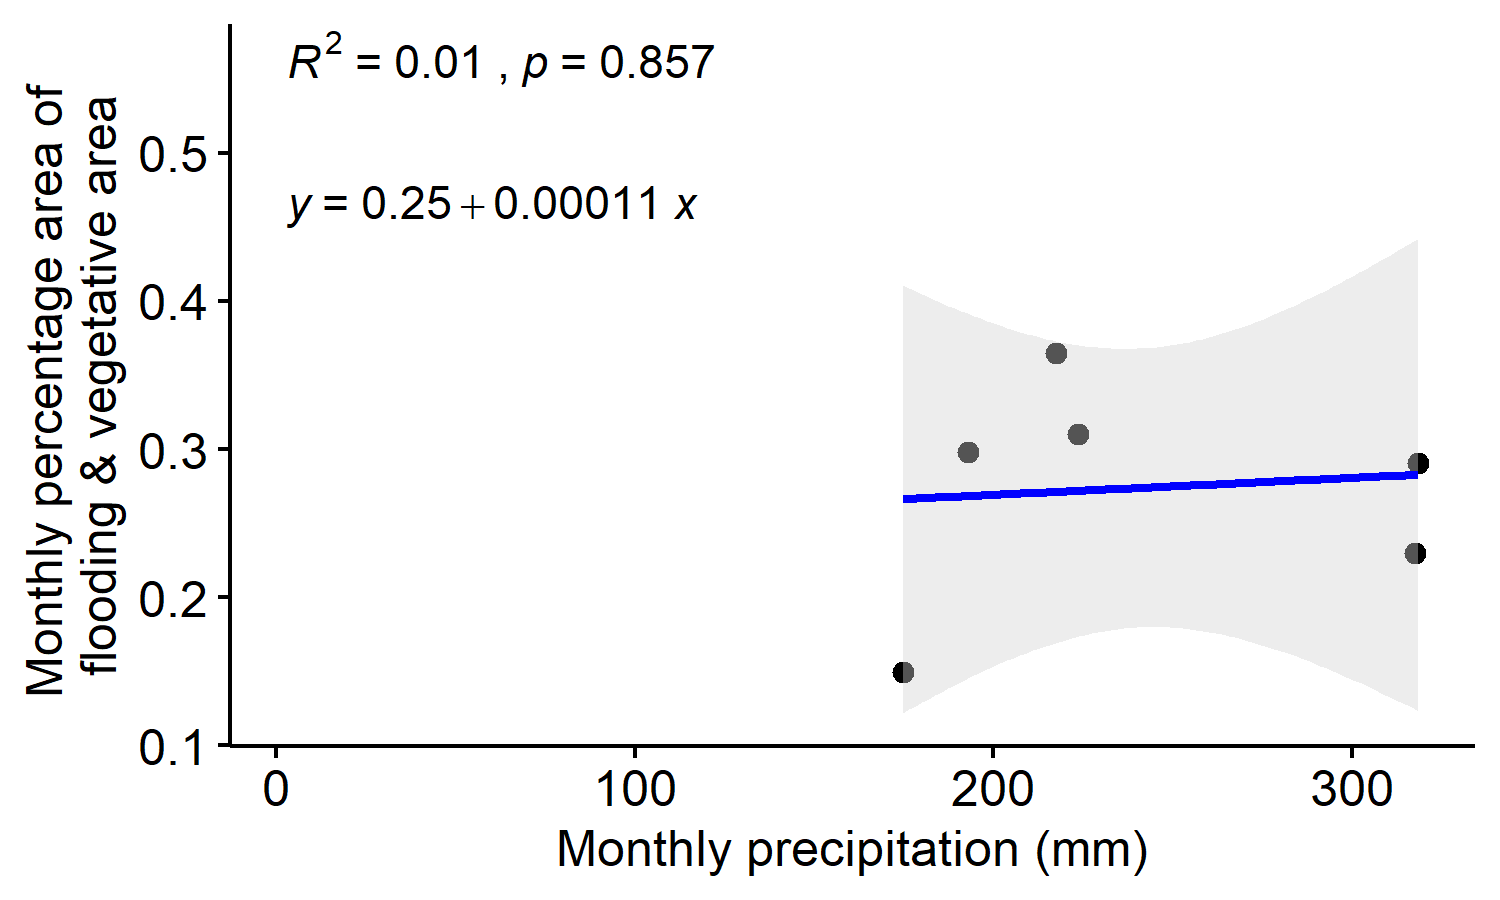 R² = 0.01 , p = 0.857
y = 0.25 + 0.00011 x
Monthly percentage area of
flooding & vegetative area
0.5
0.4
0.3
0.2
0.1
0 100 200 300
Monthly precipitation (mm)